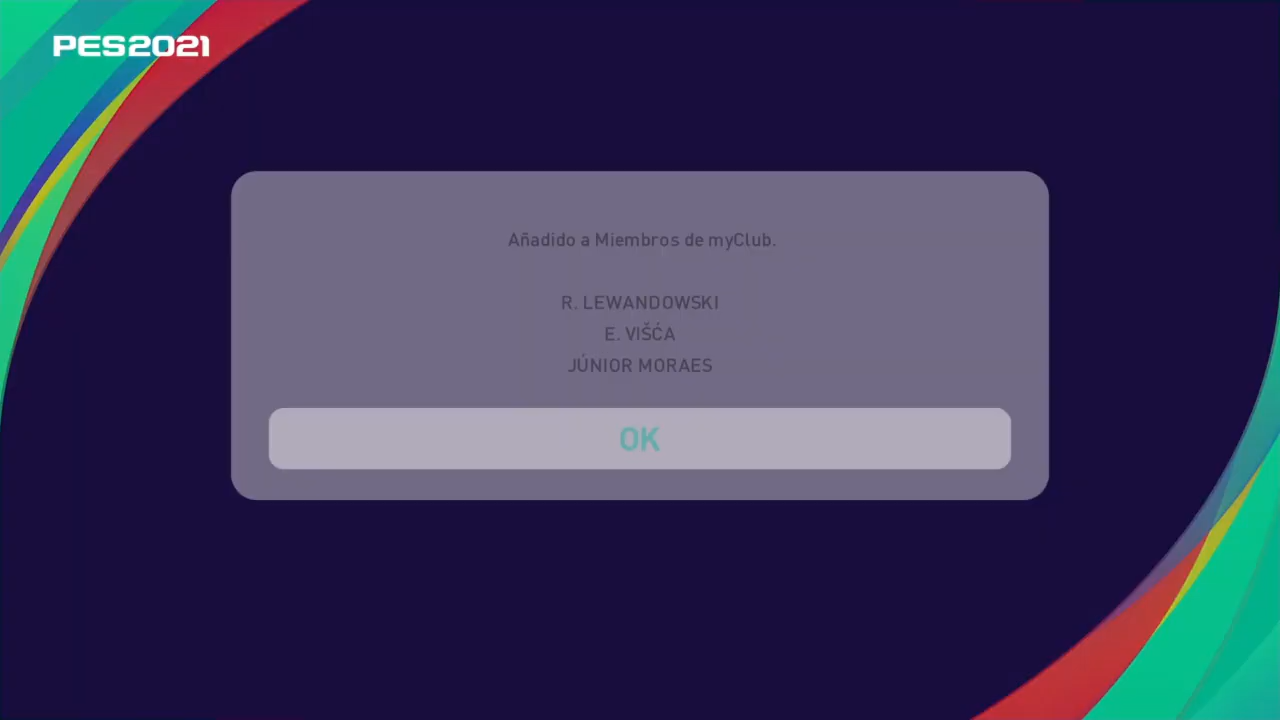 PES2021
Añadido a Miembros de myClub.
R. LEWANDOWSKI
E. VIŠĆA
JÚNIOR MORAES
OK